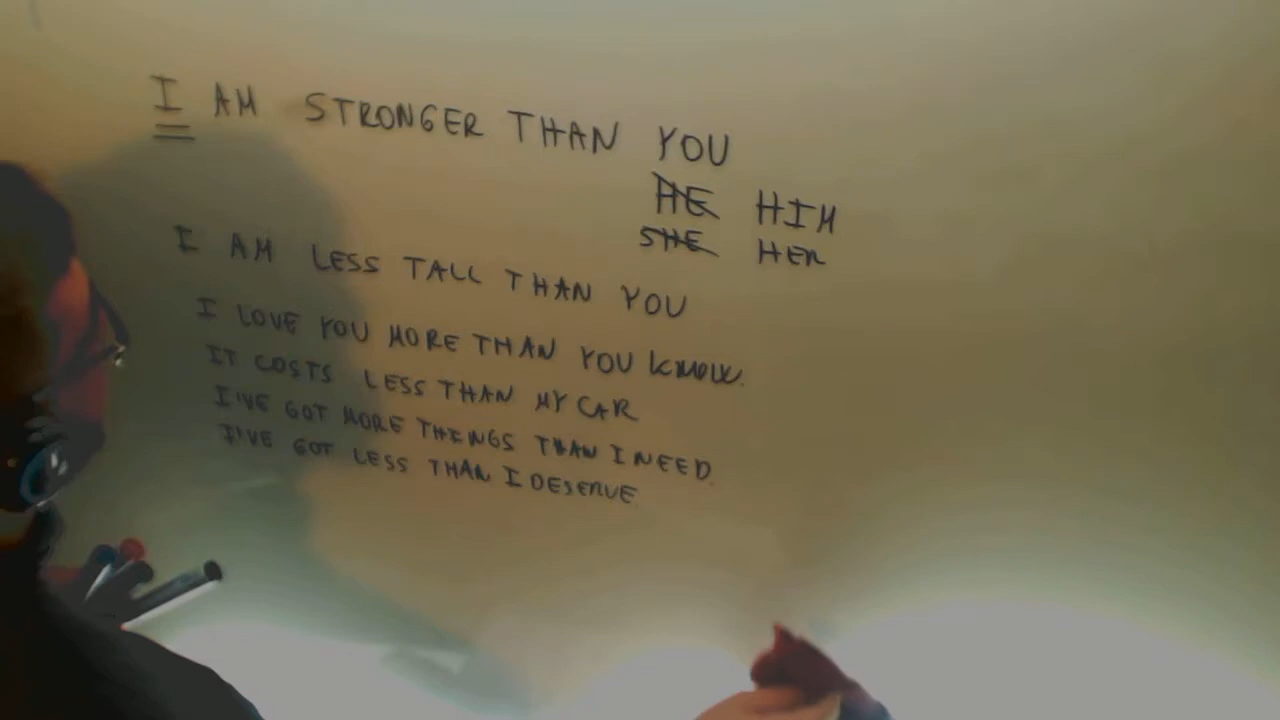 I AM STRONGER THAN YOU
HE HIM
SHE HER
I AM LESS TALL THAN YOU
I LOVE YOU MORE THAN YOU KNOW.
IT COSTS LESS THAN MY CAR
I'VE GOT MORE THINGS THAN I NEED.
I'VE GOT LESS THAN I DESERVE.